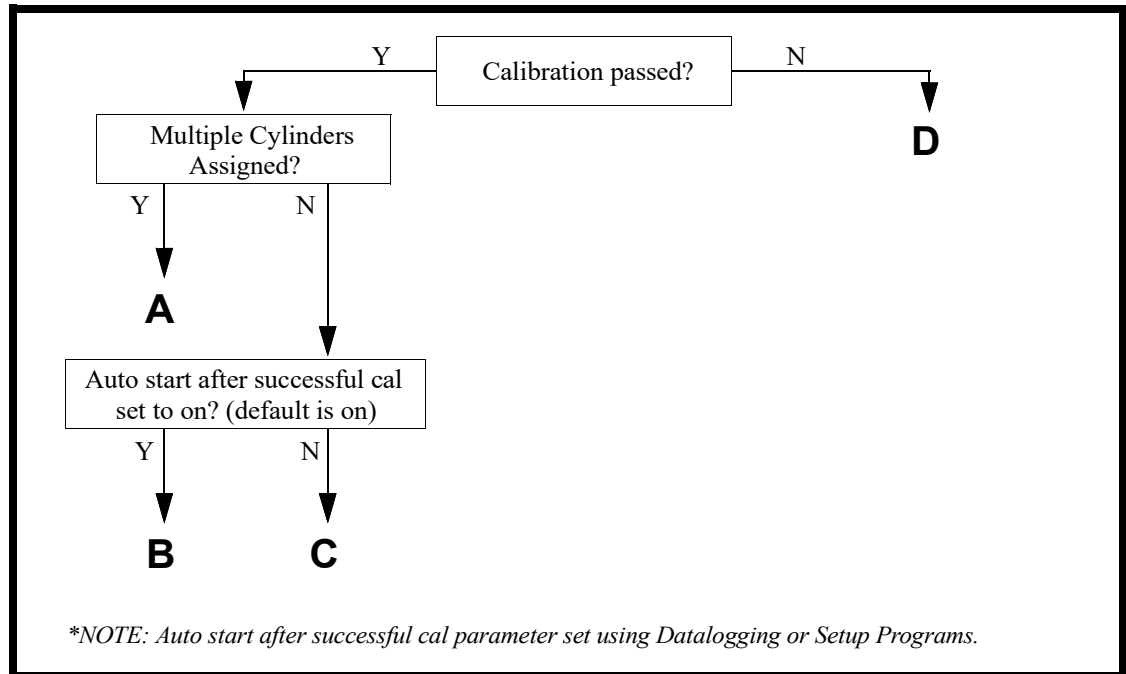 Calibration passed?
Y
N
Multiple Cylinders
Assigned?
D
Y
N
A
Auto start after successful cal
set to on? (default is on)
Y
N
B
C
*NOTE: Auto start after successful cal parameter set using Datalogging or Setup Programs.